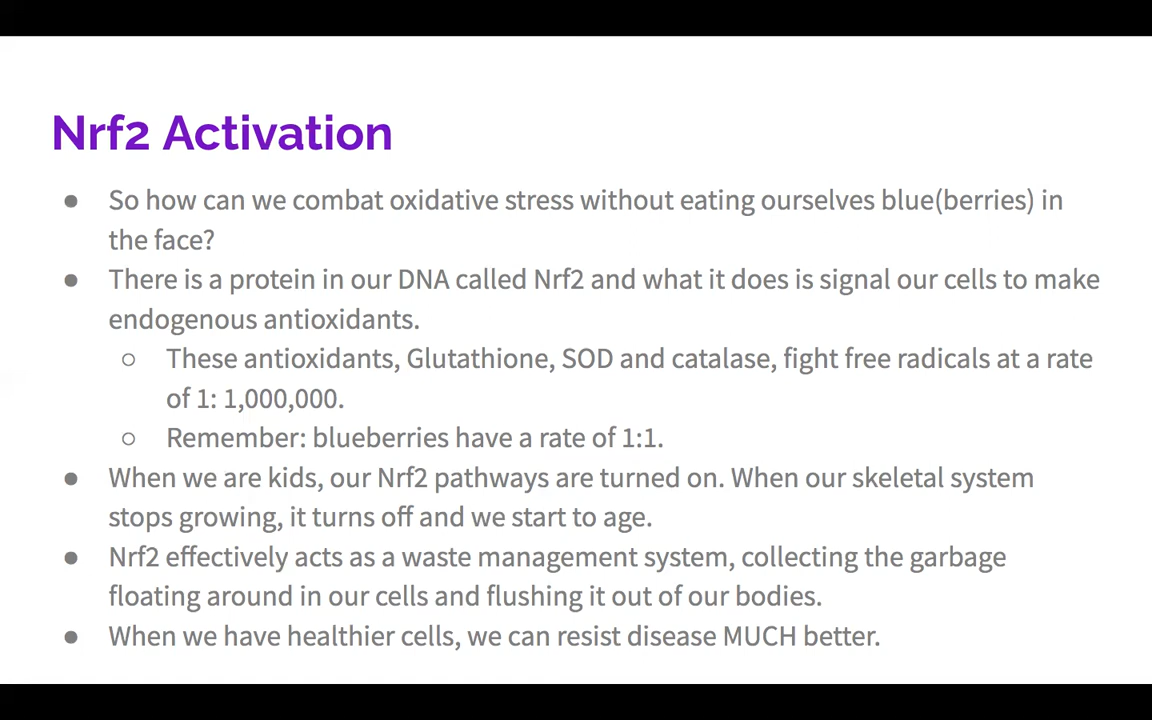 Nrf2 Activation
● So how can we combat oxidative stress without eating ourselves blue(berries) in
the face?
● There is a protein in our DNA called Nrf2 and what it does is signal our cells to make
endogenous antioxidants.
○ These antioxidants, Glutathione, SOD and catalase, fight free radicals at a rate
of 1: 1,000,000.
○ Remember: blueberries have a rate of 1:1.
● When we are kids, our Nrf2 pathways are turned on. When our skeletal system
stops growing, it turns off and we start to age.
● Nrf2 effectively acts as a waste management system, collecting the garbage
floating around in our cells and flushing it out of our bodies.
● When we have healthier cells, we can resist disease MUCH better.